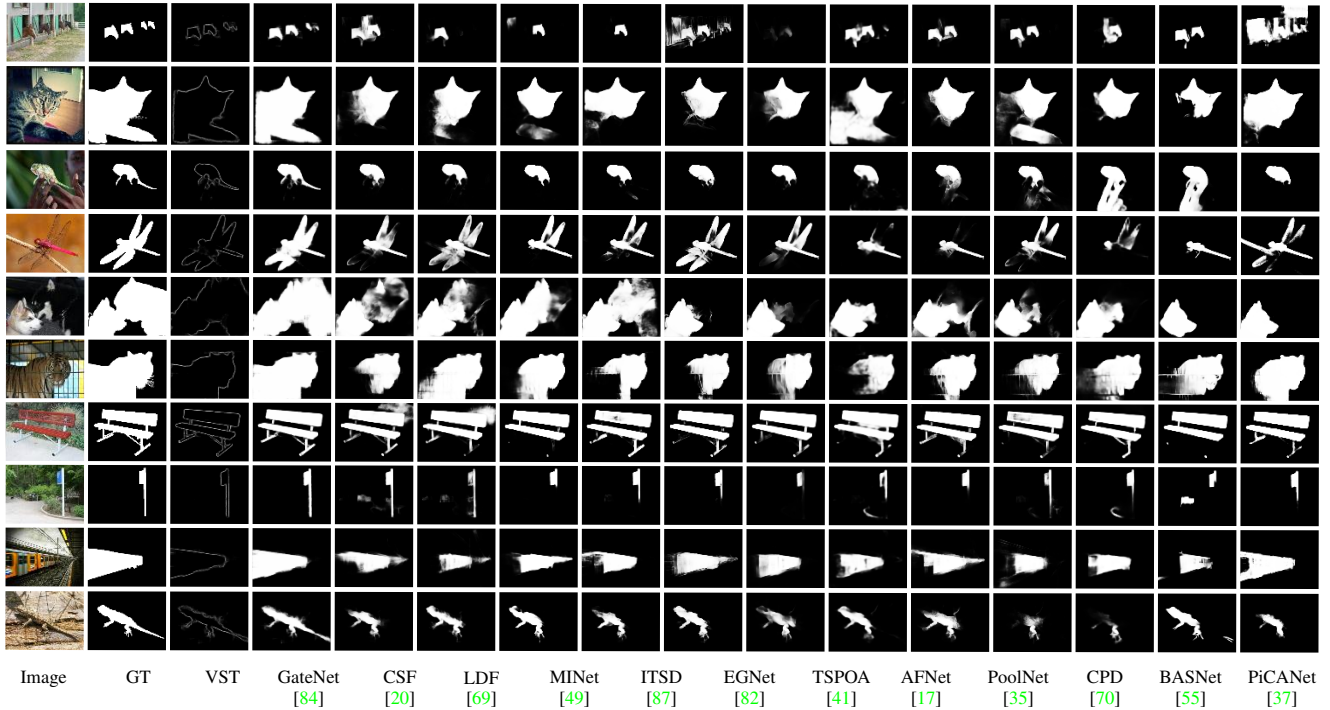 Image GT VST GateNet CSF LDF MINet ITSD EGNet TSPOA AFNet PoolNet CPD BASNet PiCANet
[84] [20] [69] [49] [87] [82] [41] [17] [35] [70] [55] [37]